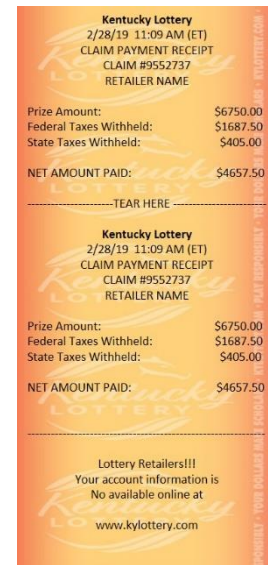 Kentucky Lottery
2/28/19 11:09 AM (ET)
CLAIM PAYMENT RECEIPT
CLAIM #9552737
RETAILER NAME
Prize Amount: $6750.00
Federal Taxes Withheld: $1687.50
State Taxes Withheld: $405.00
NET AMOUNT PAID: $4657.50
----------------------TEAR HERE ------------------------
Kentucky Lottery
2/28/19 11:09 AM (ET)
CLAIM PAYMENT RECEIPT
CLAIM #9552737
RETAILER NAME
Prize Amount: $6750.00
Federal Taxes Withheld: $1687.50
State Taxes Withheld: $405.00
NET AMOUNT PAID: $4657.50
------------------------------------------------------------
Lottery Retailers!!!
Your account information is
No available online at
www.kylottery.com